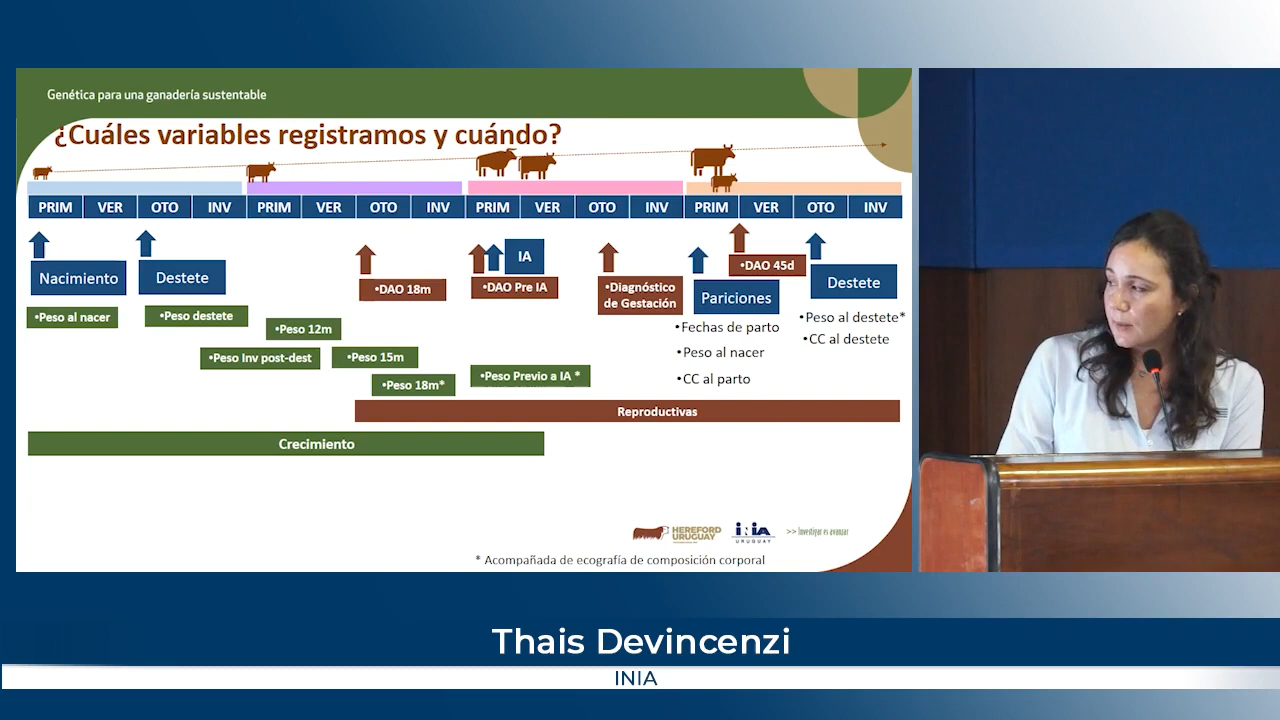 Genética para una ganadería sustentable
¿Cuáles variables registramos y cuándo?
PRIM VER OTO INV PRIM VER OTO INV PRIM VER OTO INV PRIM VER OTO INV
Nacimiento
Destete
•DAO 18m
IA
•DAO Pre IA
•Diagnóstico
de Gestación
•DAO 45d
Pariciones
Destete
•Peso al nacer
•Peso destete
•Peso 12m
•Peso Inv post-dest
•Peso 15m
•Peso 18m*
•Peso Previo a IA *
•Fechas de parto
•Peso al nacer
•CC al parto
•Peso al destete*
•CC al destete
Reproductivas
Crecimiento
HEREFORD
URUGUAY
INIA
URUGUAY
>> Investigar es avanzar
* Acompañada de ecografía de composición corporal
Thais Devincenzi
INIA